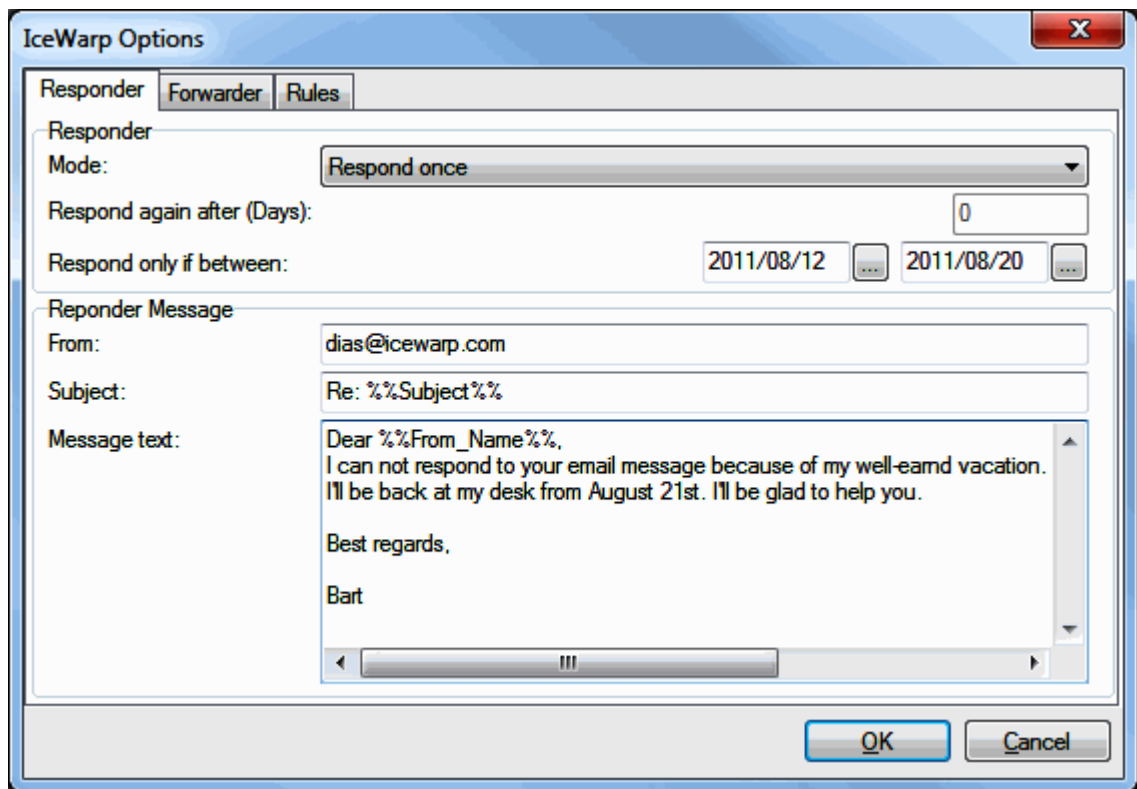 IceWarp Options
Responder Forwarder Rules
Responder
Mode: Respond once
Respond again after (Days): 0
Respond only if between: 2011/08/12 ... 2011/08/20 ...
Reponder Message
From: dias@icewarp.com
Subject: Re: %%Subject%%
Message text: Dear %%From_Name%%,
I can not respond to your email message because of my well-earnd vacation.
I'll be back at my desk from August 21st. I'll be glad to help you.
Best regards,
Bart
OK Cancel